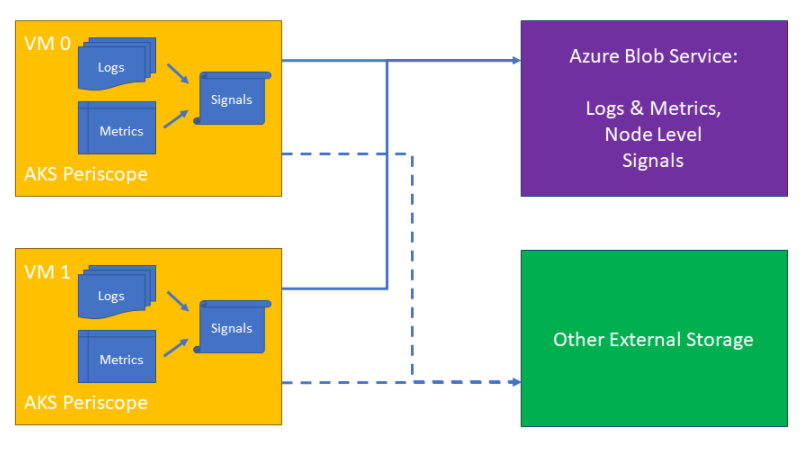 VM 0
Logs
Metrics
Signals
AKS Periscope
Azure Blob Service:
Logs & Metrics,
Node Level
Signals
VM 1
Logs
Metrics
Signals
AKS Periscope
Other External Storage